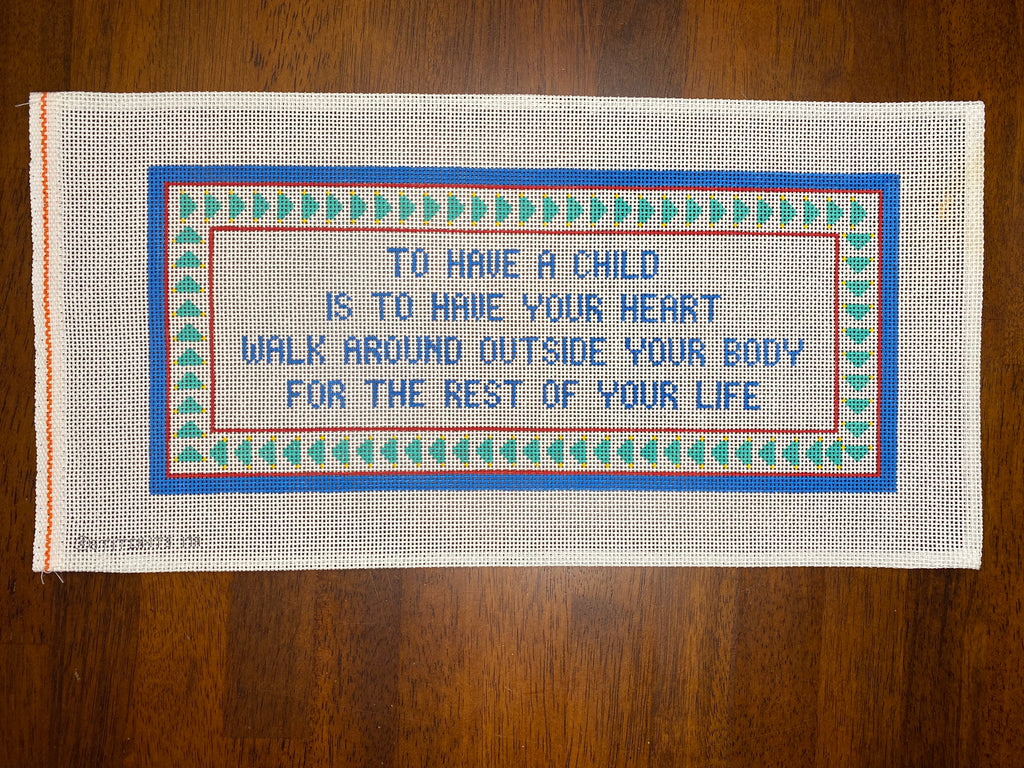 TO HAVE A CHILD
IS TO HAVE YOUR HEART
WALK AROUND OUTSIDE YOUR BODY
FOR THE REST OF YOUR LIFE